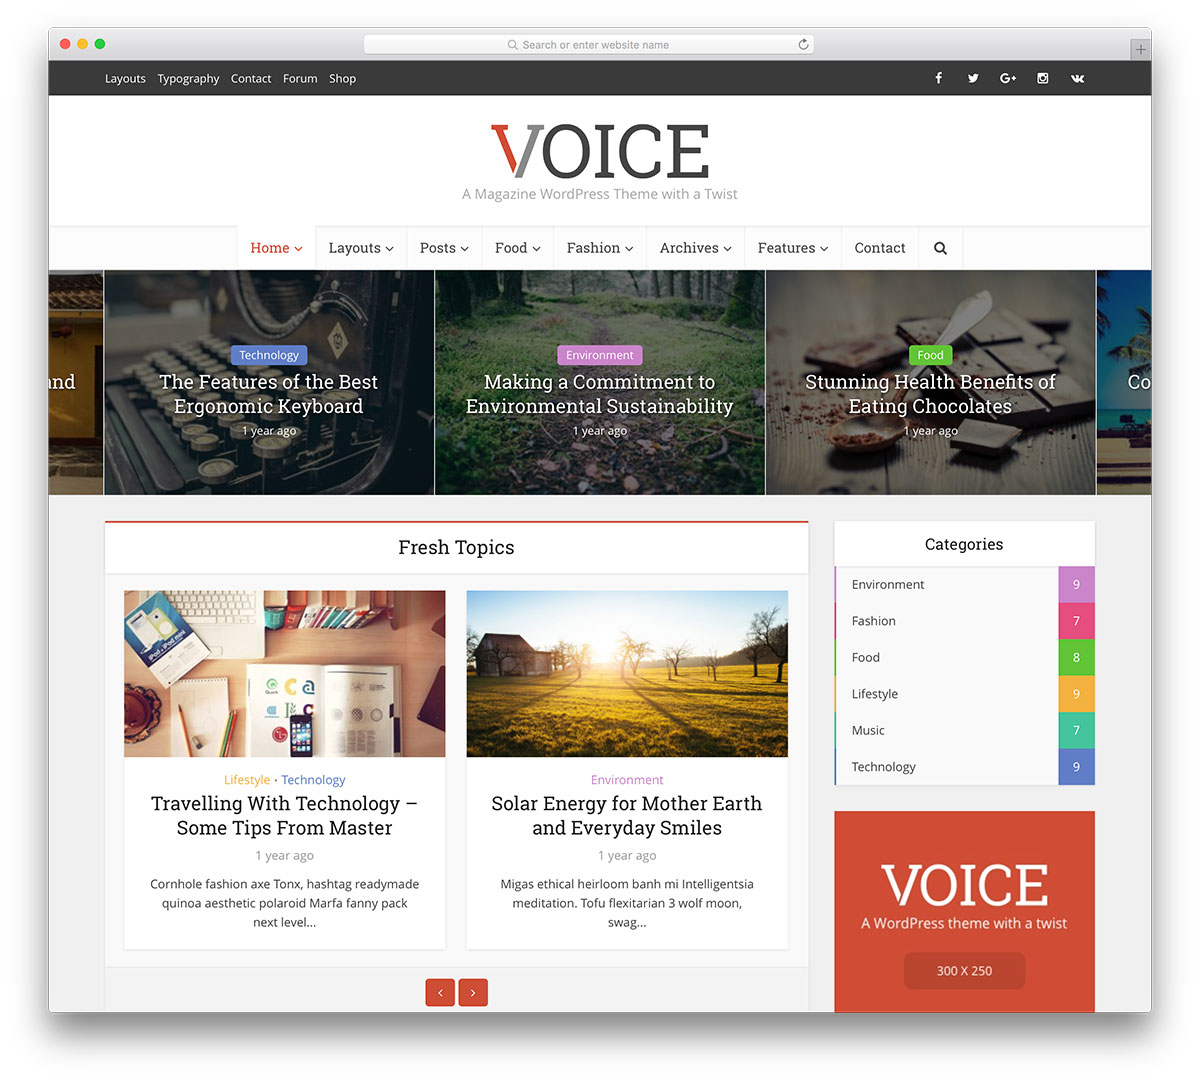 Search or enter website name
Layouts Typography Contact Forum Shop
VOICE
A Magazine WordPress Theme with a Twist
Home Layouts Posts Food Fashion Archives Features Contact
and
Technology
The Features of the Best
Ergonomic Keyboard
1 year ago
Environment
Making a Commitment to
Environmental Sustainability
1 year ago
Food
Stunning Health Benefits of
Eating Chocolates
1 year ago
Co
Fresh Topics
iPod • iPod mini
Lifestyle • Technology
Travelling With Technology –
Some Tips From Master
1 year ago
Cornhole fashion axe Tonx, hashtag readymade
quinoa aesthetic polaroid Marfa fanny pack
next level...
Environment
Solar Energy for Mother Earth
and Everyday Smiles
1 year ago
Migas ethical heirloom banh mi Intelligentsia
meditation. Tofu flexitarian 3 wolf moon,
swag...
Categories
Environment 9
Fashion 7
Food 8
Lifestyle 9
Music 7
Technology 9
VOICE
A WordPress theme with a twist
300 X 250